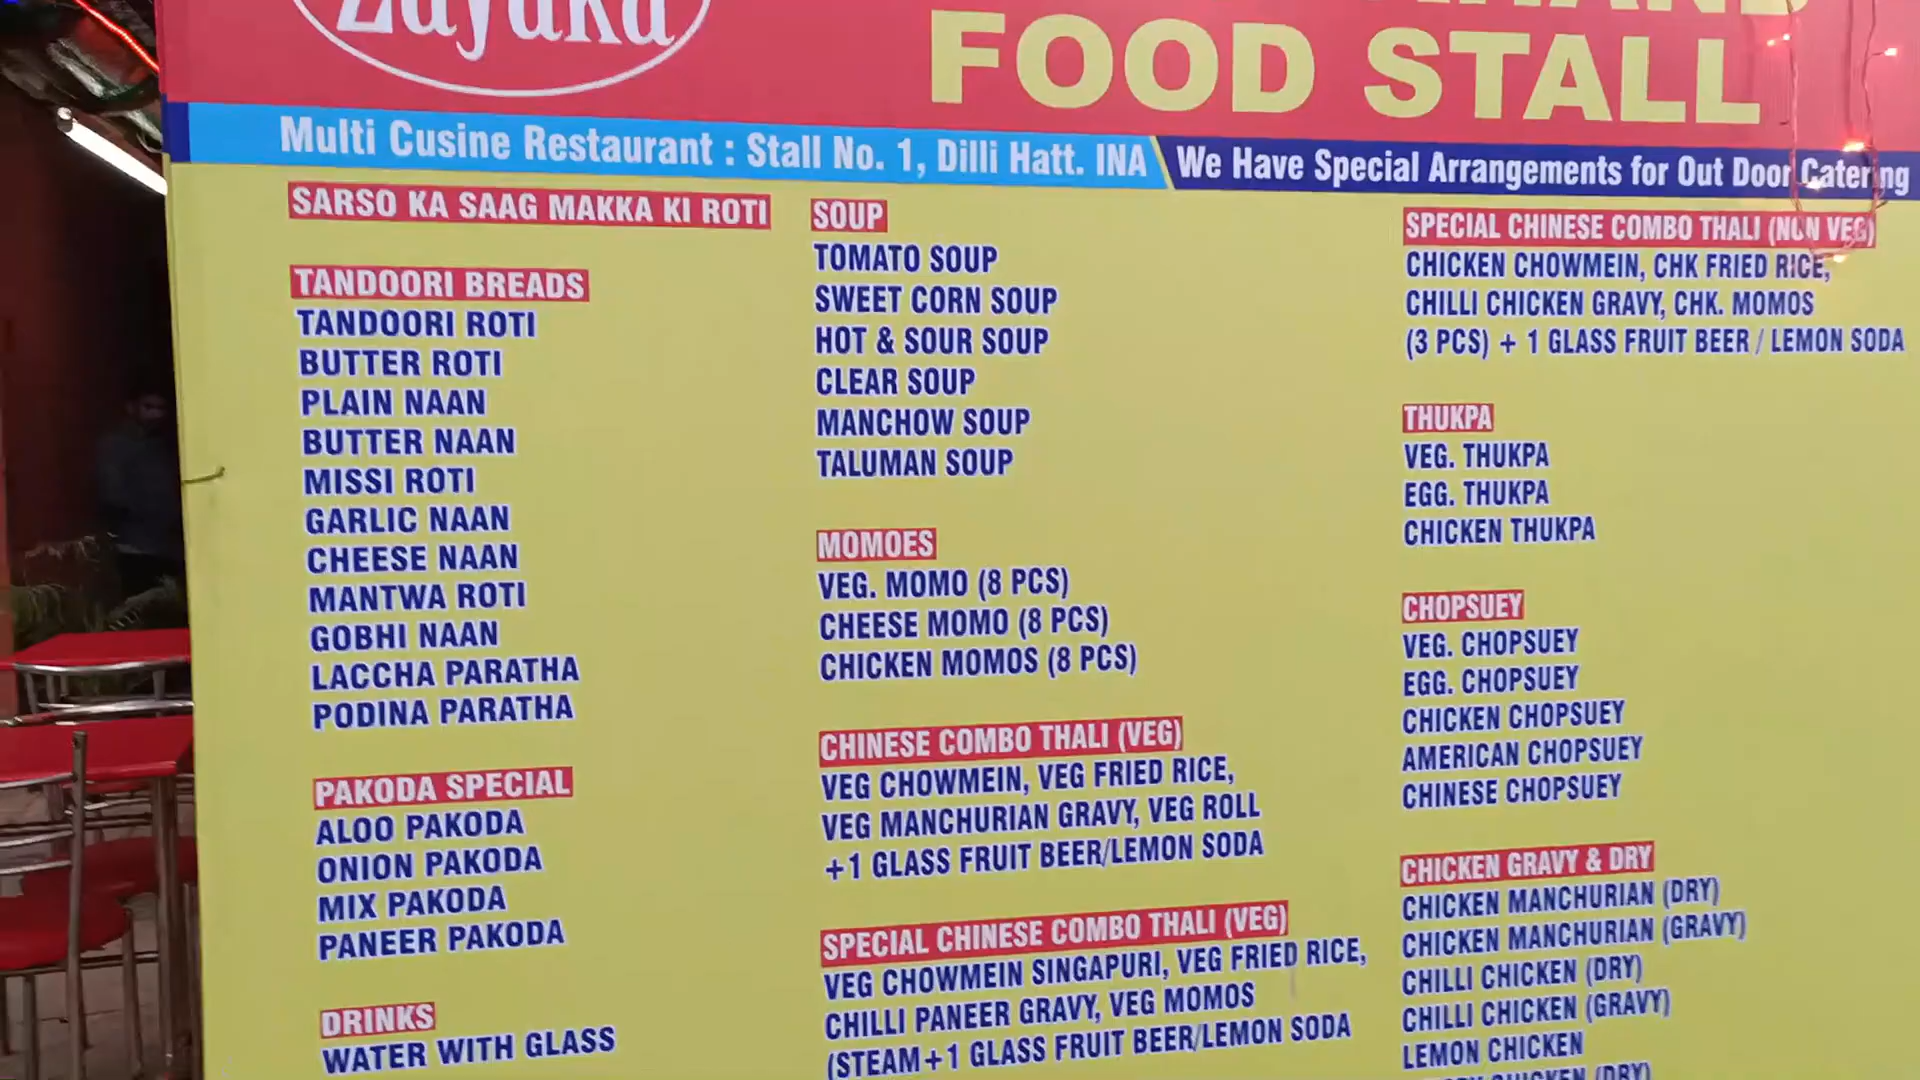 Zayaka
FOOD STALL
Multi Cusine Restaurant : Stall No. 1, Dilli Hatt. INA
We Have Special Arrangements for Out Door Catering
SARSO KA SAAG MAKKA KI ROTI
TANDOORI BREADS
TANDOORI ROTI
BUTTER ROTI
PLAIN NAAN
BUTTER NAAN
MISSI ROTI
GARLIC NAAN
CHEESE NAAN
MANTWA ROTI
GOBHI NAAN
LACCHA PARATHA
PODINA PARATHA
PAKODA SPECIAL
ALOO PAKODA
ONION PAKODA
MIX PAKODA
PANEER PAKODA
DRINKS
WATER WITH GLASS
SOUP
TOMATO SOUP
SWEET CORN SOUP
HOT & SOUR SOUP
CLEAR SOUP
MANCHOW SOUP
TALUMAN SOUP
MOMOES
VEG. MOMO (8 PCS)
CHEESE MOMO (8 PCS)
CHICKEN MOMOS (8 PCS)
CHINESE COMBO THALI (VEG)
VEG CHOWMEIN, VEG FRIED RICE,
VEG MANCHURIAN GRAVY, VEG ROLL
+1 GLASS FRUIT BEER/LEMON SODA
SPECIAL CHINESE COMBO THALI (VEG)
VEG CHOWMEIN SINGAPURI, VEG FRIED RICE,
CHILLI PANEER GRAVY, VEG MOMOS
(STEAM+1 GLASS FRUIT BEER/LEMON SODA
SPECIAL CHINESE COMBO THALI (NON VEG)
CHICKEN CHOWMEIN, CHK FRIED RICE,
CHILLI CHICKEN GRAVY, CHK. MOMOS
(3 PCS) + 1 GLASS FRUIT BEER / LEMON SODA
THUKPA
VEG. THUKPA
EGG. THUKPA
CHICKEN THUKPA
CHOPSUEY
VEG. CHOPSUEY
EGG. CHOPSUEY
CHICKEN CHOPSUEY
AMERICAN CHOPSUEY
CHINESE CHOPSUEY
CHICKEN GRAVY & DRY
CHICKEN MANCHURIAN (DRY)
CHICKEN MANCHURIAN (GRAVY)
CHILLI CHICKEN (DRY)
CHILLI CHICKEN (GRAVY)
LEMON CHICKEN
CHICKEN (DRY)